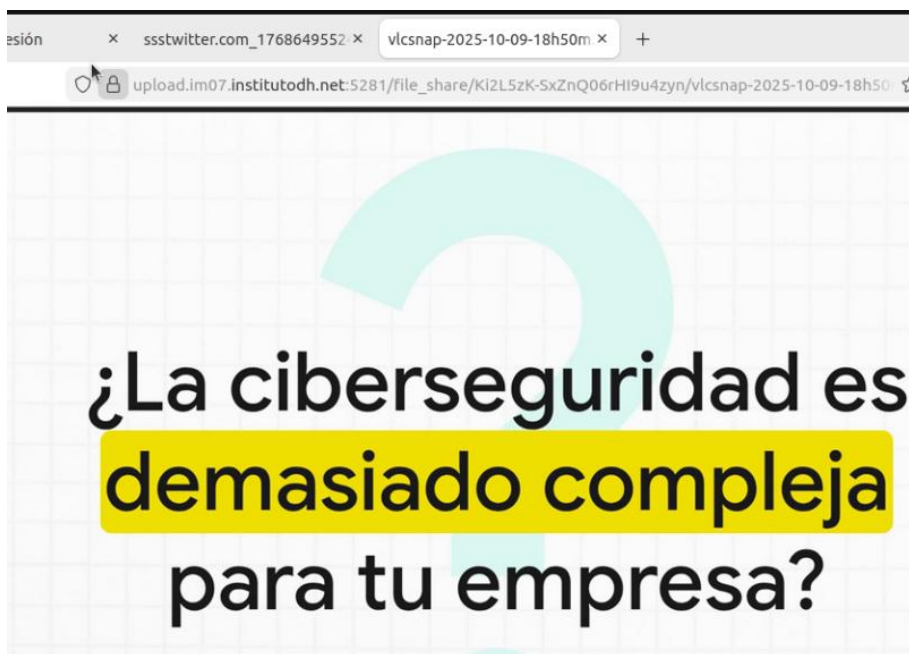 esión
ssstwitter.com_1768649552
vlcsnap-2025-10-09-18h50m
upload.im07.institutodh.net:5281/file_share/Ki2L5zK-SxZnQ06rHI9u4zyn/vlcsnap-2025-10-09-18h50
¿La ciberseguridad es
demasiado compleja
para tu empresa?